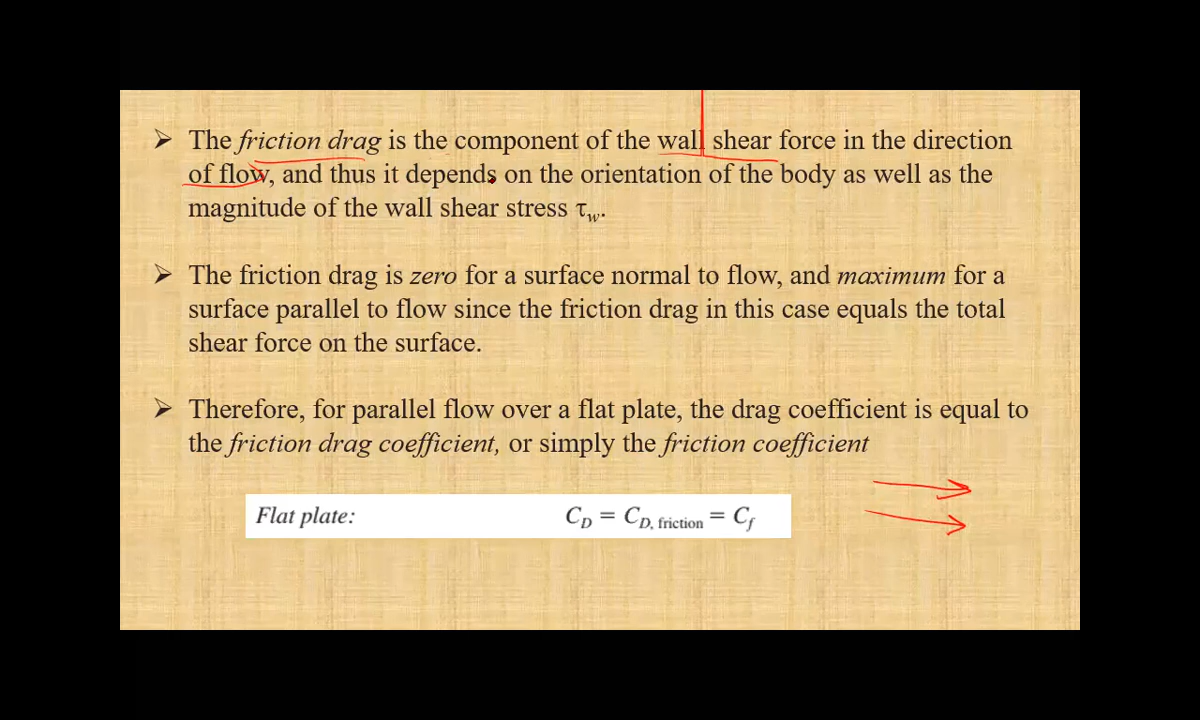 ➢ The friction drag is the component of the wall shear force in the direction
of flow, and thus it depends on the orientation of the body as well as the
magnitude of the wall shear stress τw.
➢ The friction drag is zero for a surface normal to flow, and maximum for a
surface parallel to flow since the friction drag in this case equals the total
shear force on the surface.
➢ Therefore, for parallel flow over a flat plate, the drag coefficient is equal to
the friction drag coefficient, or simply the friction coefficient
Flat plate: CD = CD, friction = Cf